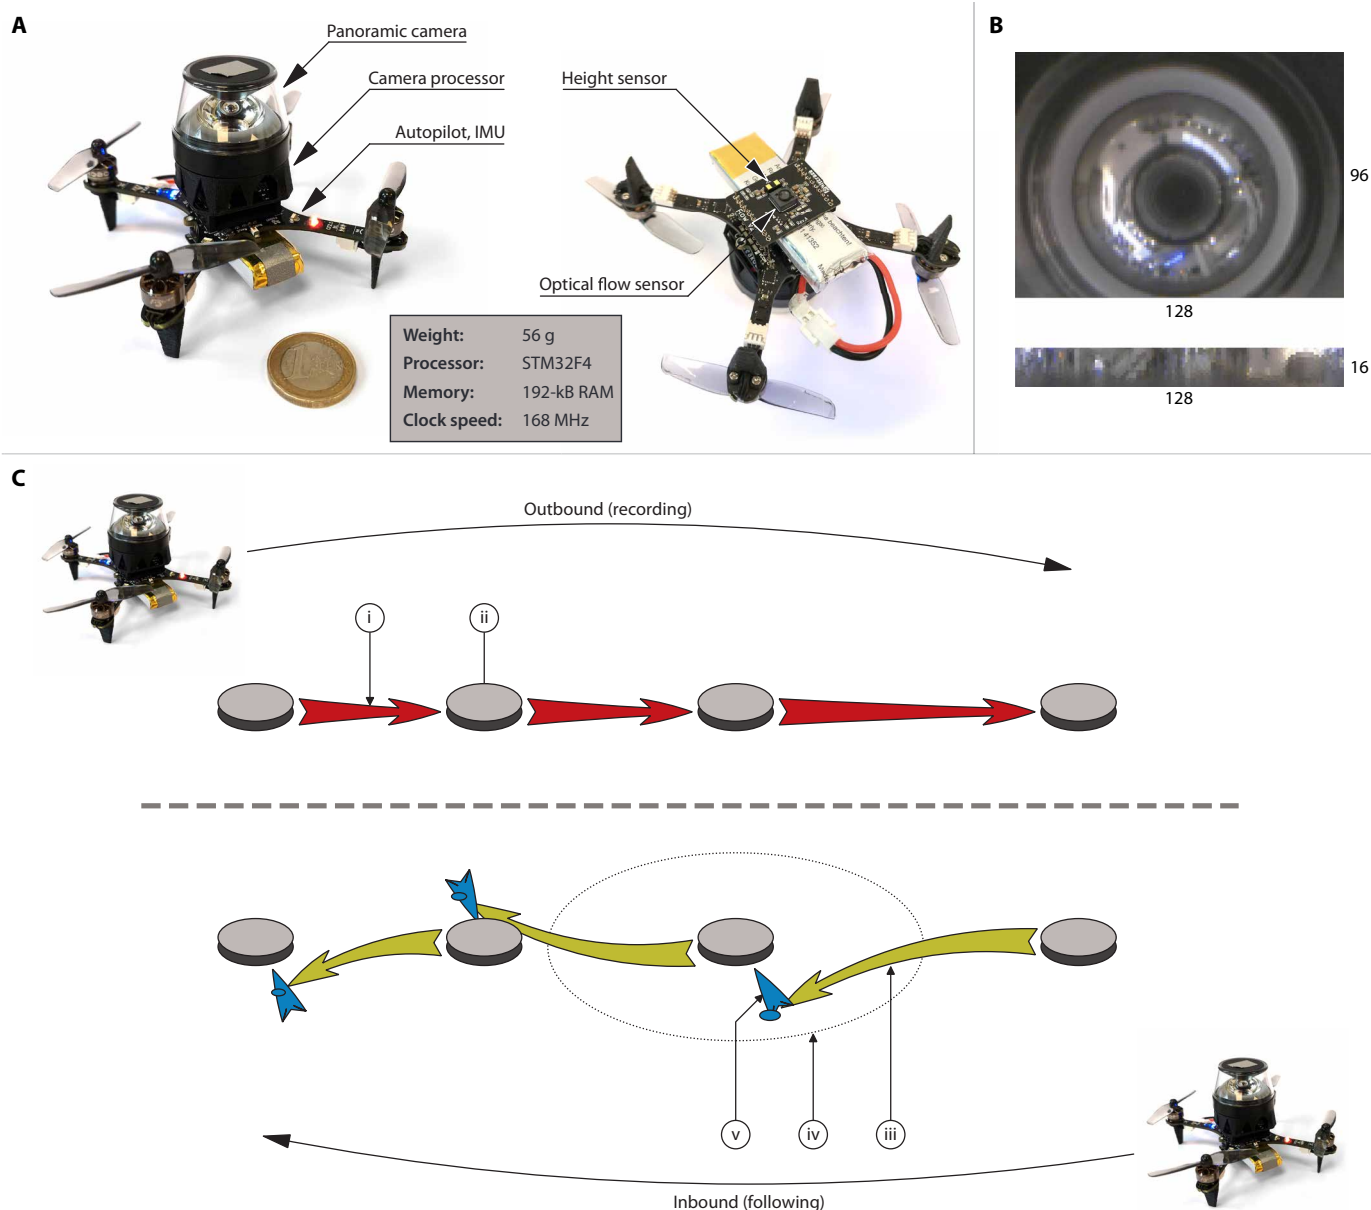 A
Panoramic camera
Camera processor
Autopilot, IMU
Height sensor
Optical flow sensor
Weight: 56 g
Processor: STM32F4
Memory: 192-kB RAM
Clock speed: 168 MHz
B
96
128
16
128
C
Outbound (recording)
i
ii
v
iv
iii
Inbound (following)